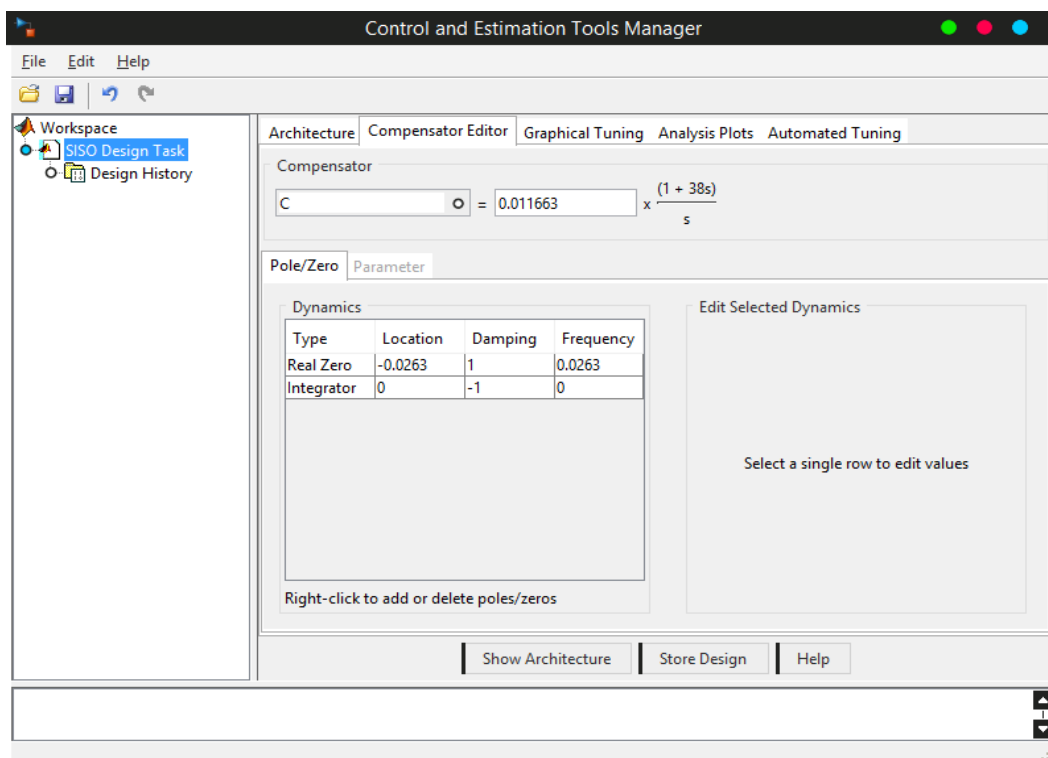 Control and Estimation Tools Manager
File Edit Help
Workspace
SISO Design Task
Design History
Architecture Compensator Editor Graphical Tuning Analysis Plots Automated Tuning
Compensator
C = 0.011663 x (1 + 38s)
s
Pole/Zero Parameter
Dynamics
Type Location Damping Frequency
Real Zero -0.0263 1 0.0263
Integrator 0 -1 0
Right-click to add or delete poles/zeros
Edit Selected Dynamics
Select a single row to edit values
Show Architecture Store Design Help